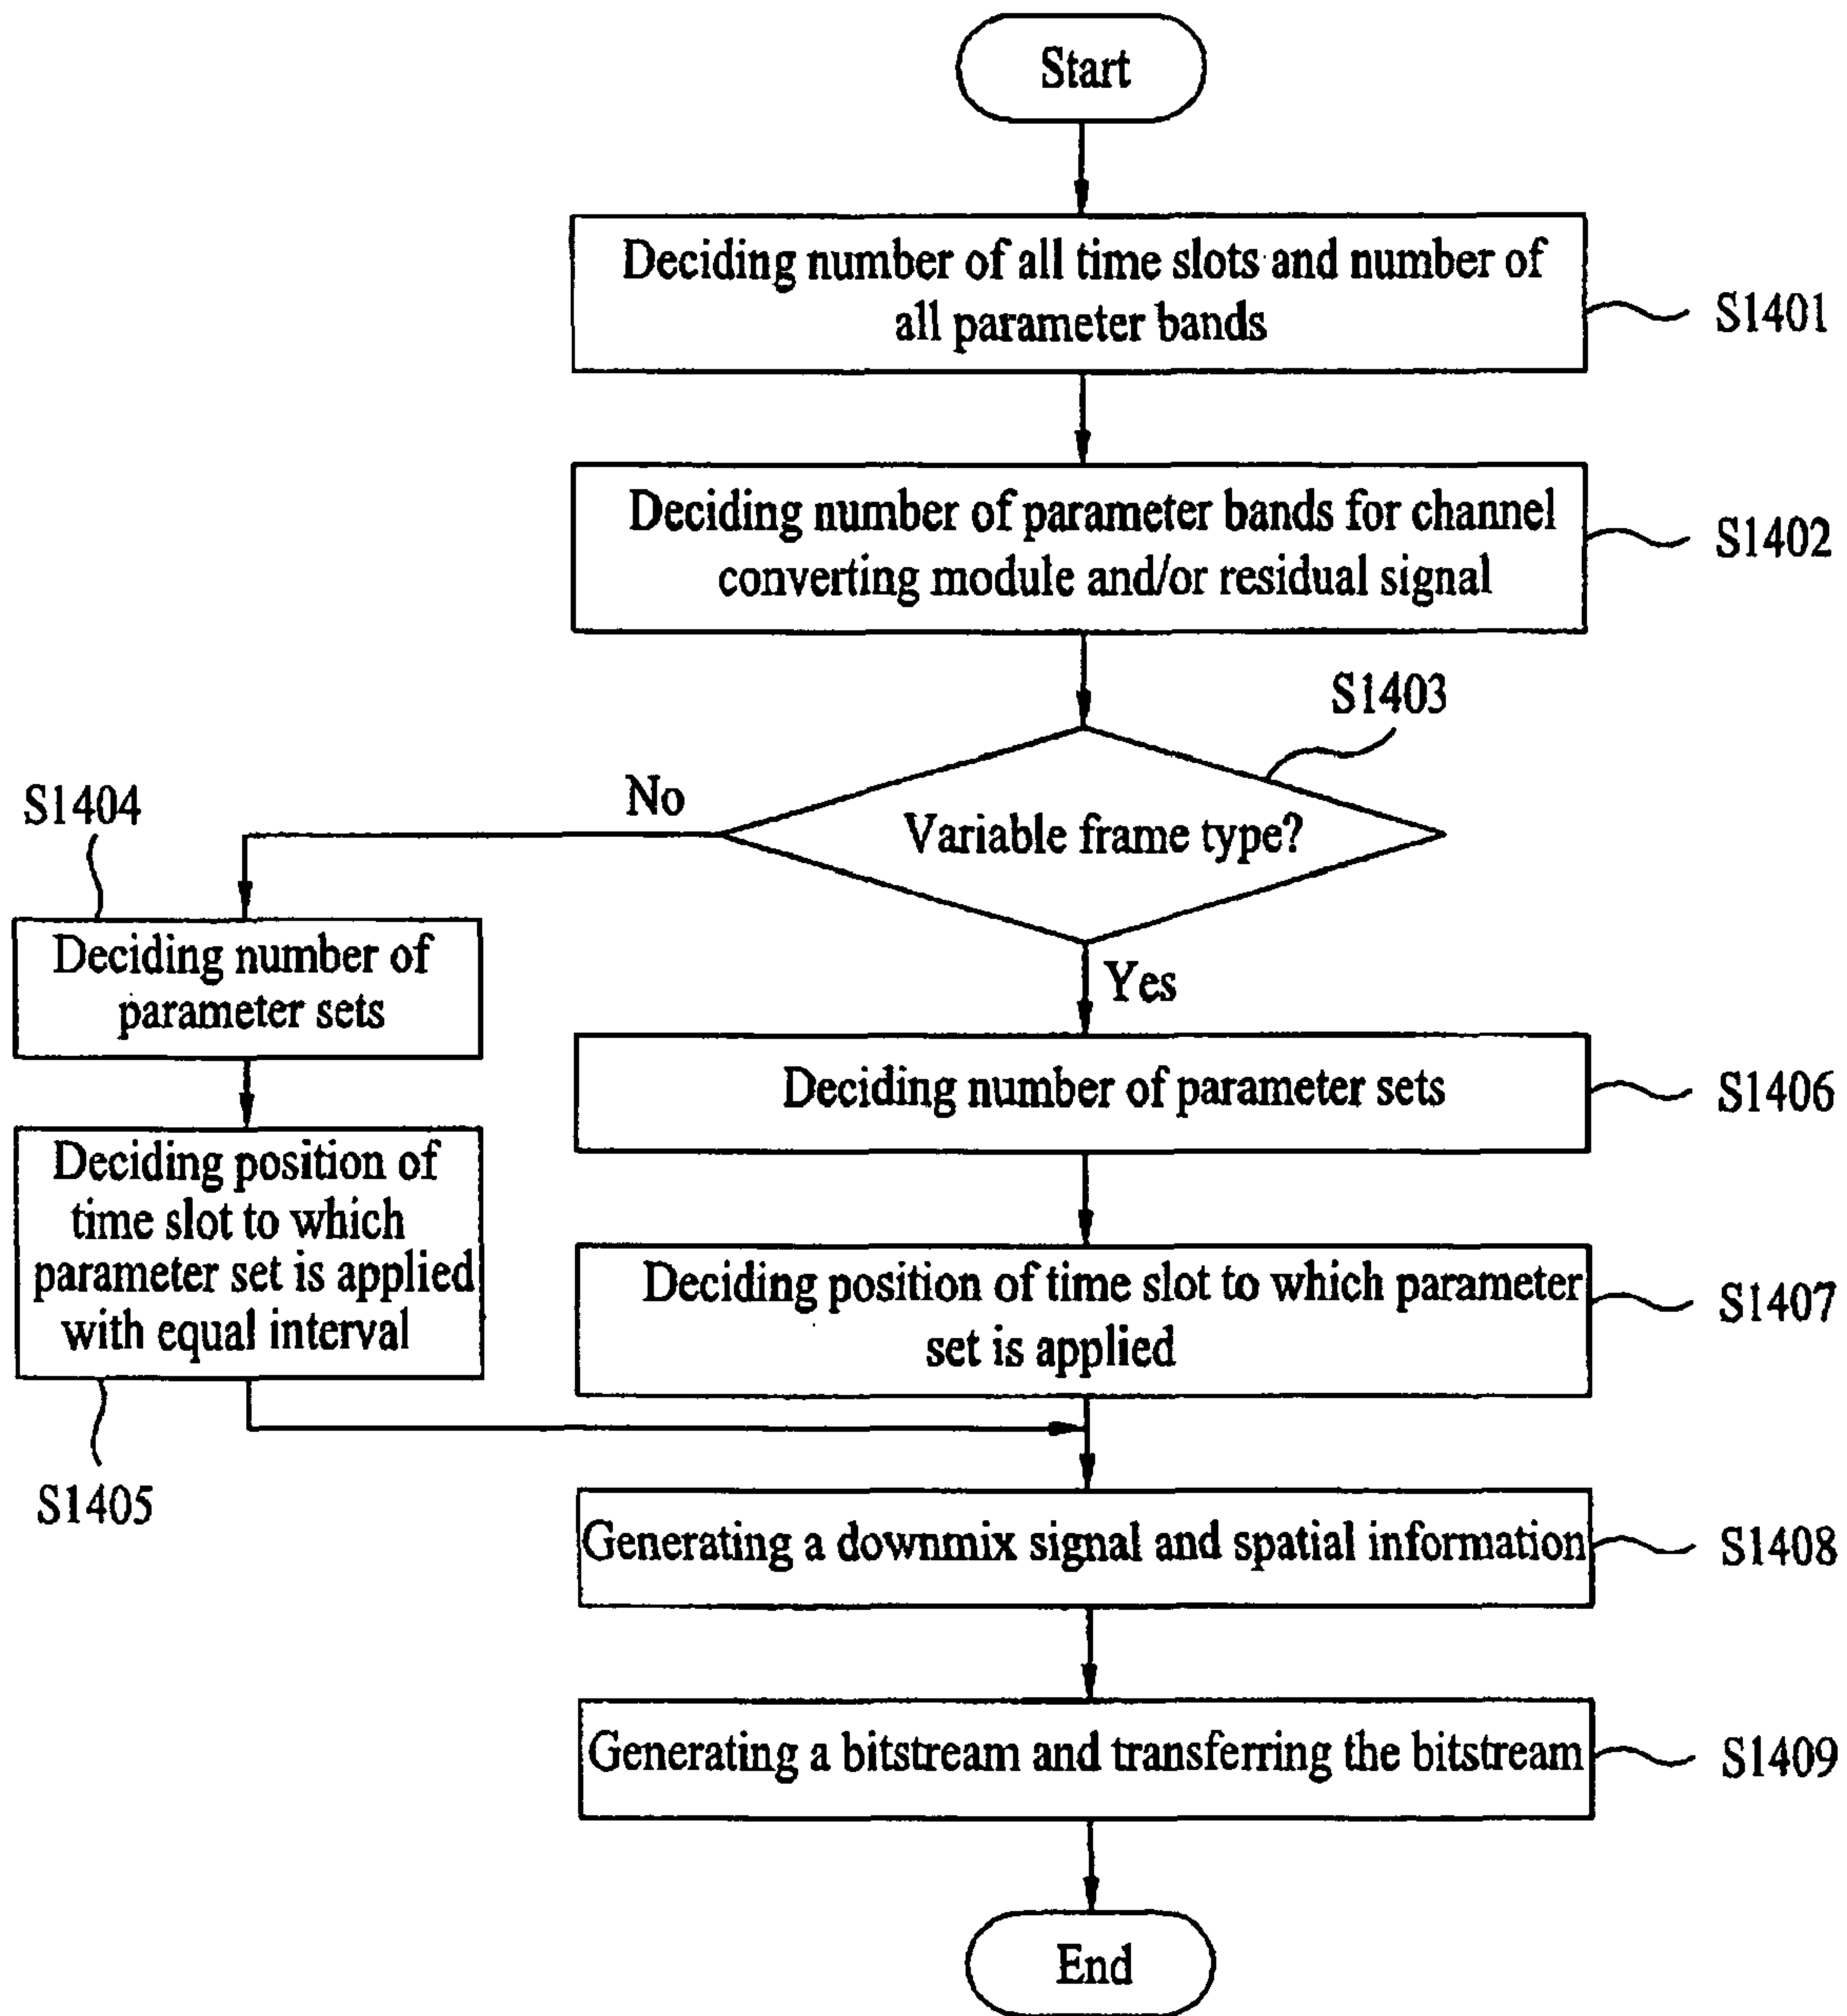 Start
Deciding number of all time slots and number of
all parameter bands
S1401
Deciding number of parameter bands for channel
converting module and/or residual signal
S1402
S1403
Variable frame type?
No
Yes
S1404
Deciding number of
parameter sets
Deciding position of
time slot to which
parameter set is applied
with equal interval
S1405
Deciding number of parameter sets
S1406
Deciding position of time slot to which parameter
set is applied
S1407
Generating a downmix signal and spatial information
S1408
Generating a bitstream and transferring the bitstream
S1409
End